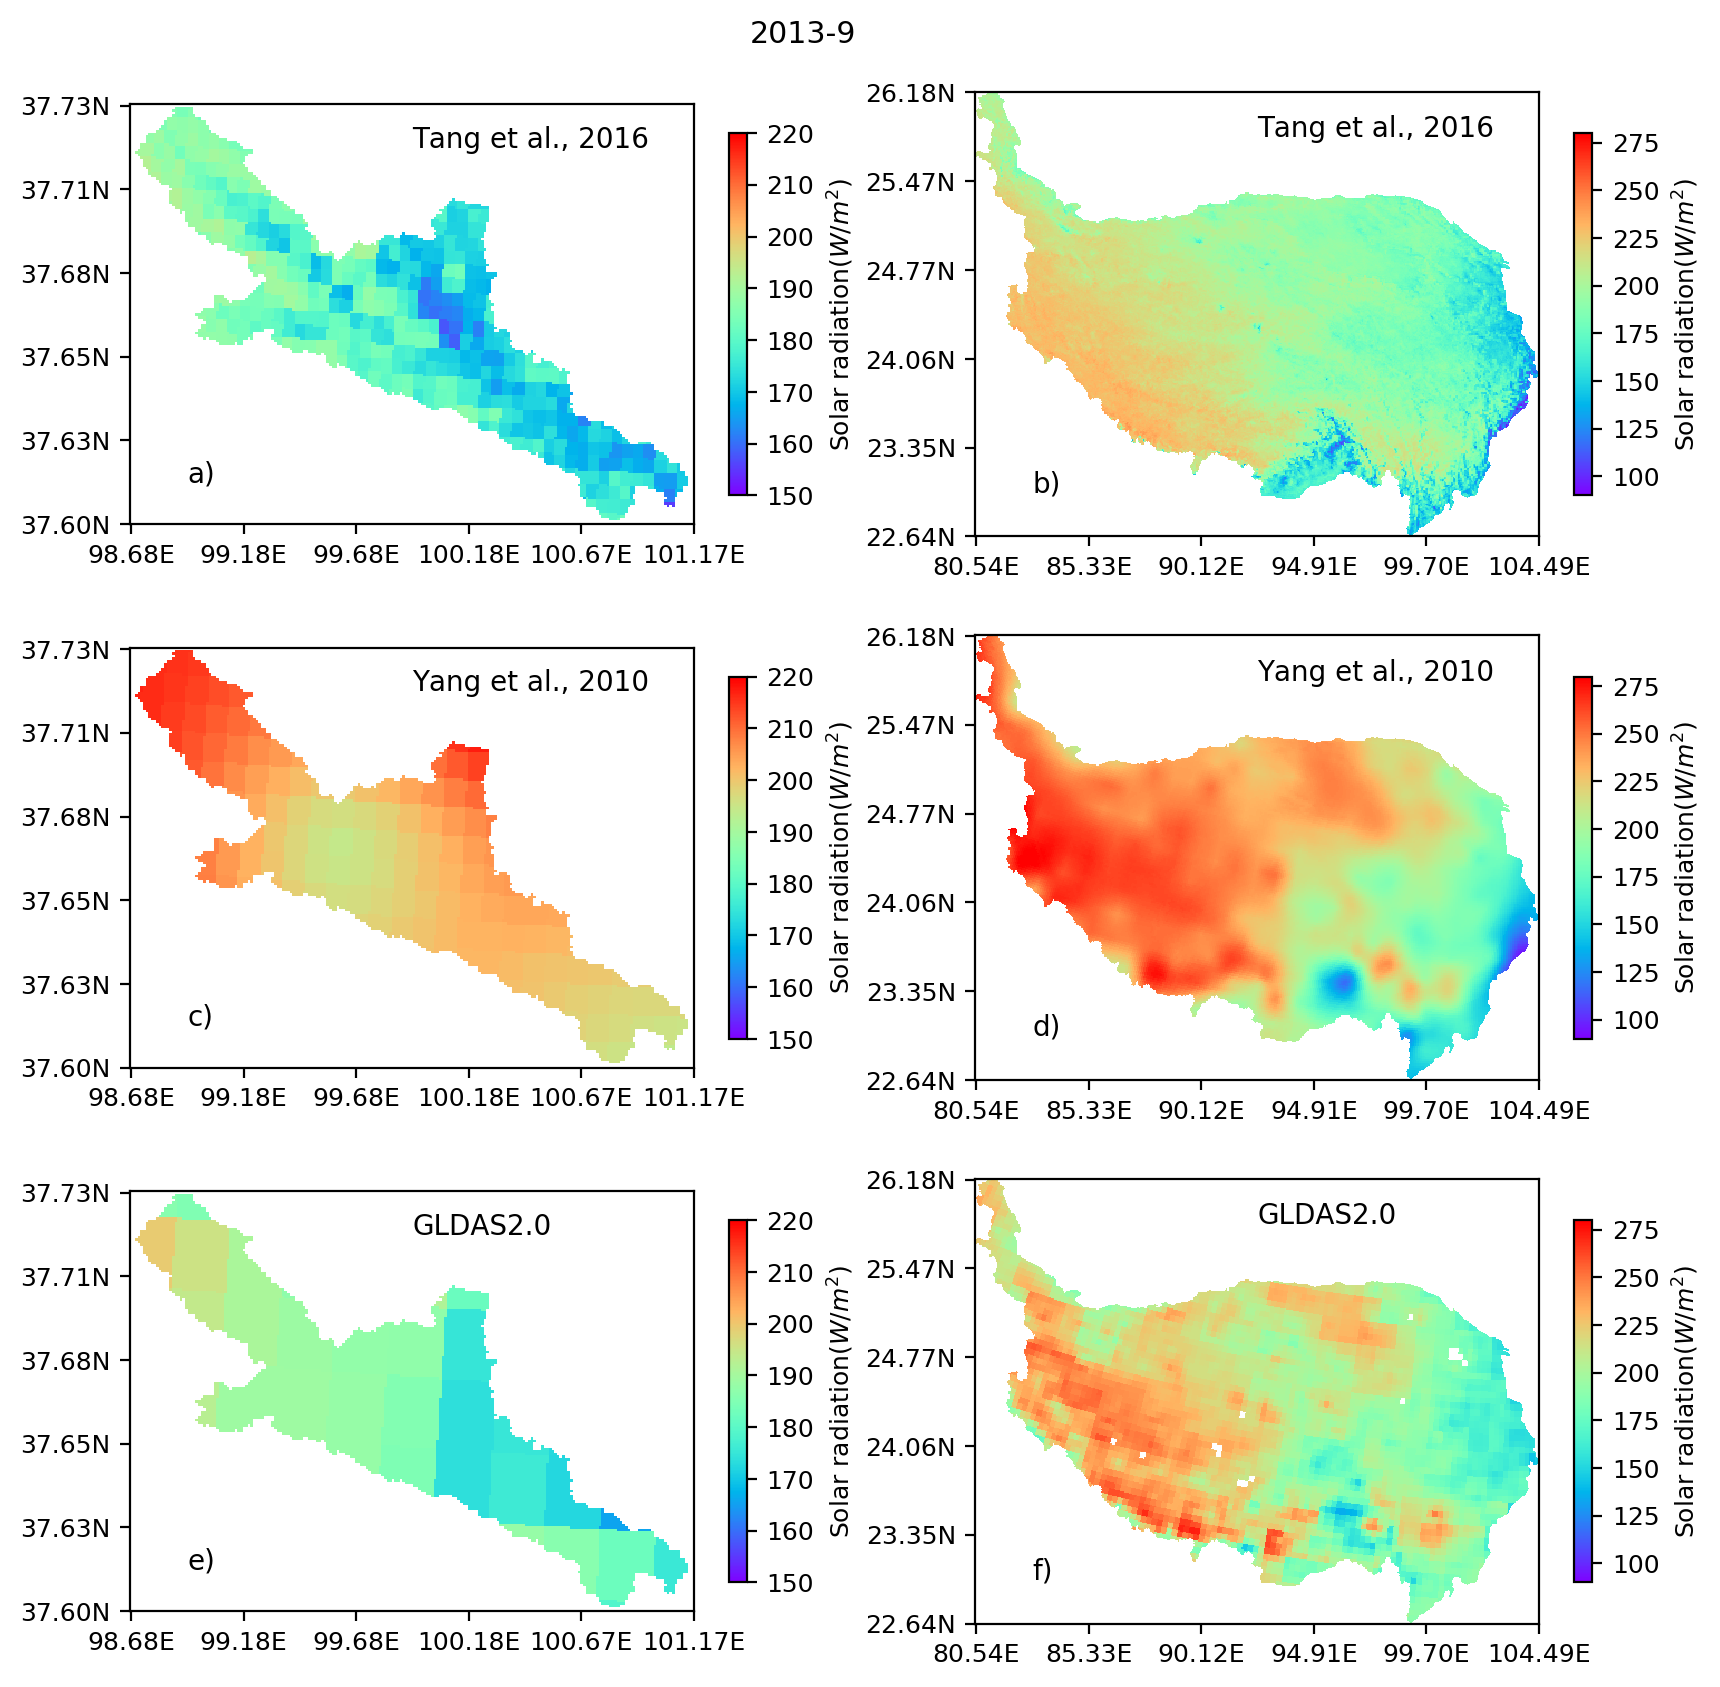 2013-9
37.73N
37.71N
37.68N
37.65N
37.63N
37.60N
98.68E 99.18E 99.68E 100.18E 100.67E 101.17E
Tang et al., 2016
a)
220
210
200
190
180
170
160
150
Solar radiation(W/m²)
26.18N
25.47N
24.77N
24.06N
23.35N
22.64N
80.54E 85.33E 90.12E 94.91E 99.70E 104.49E
Tang et al., 2016
b)
275
250
225
200
175
150
125
100
Solar radiation(W/m²)
37.73N
37.71N
37.68N
37.65N
37.63N
37.60N
98.68E 99.18E 99.68E 100.18E 100.67E 101.17E
Yang et al., 2010
c)
220
210
200
190
180
170
160
150
Solar radiation(W/m²)
26.18N
25.47N
24.77N
24.06N
23.35N
22.64N
80.54E 85.33E 90.12E 94.91E 99.70E 104.49E
Yang et al., 2010
d)
275
250
225
200
175
150
125
100
Solar radiation(W/m²)
37.73N
37.71N
37.68N
37.65N
37.63N
37.60N
98.68E 99.18E 99.68E 100.18E 100.67E 101.17E
GLDAS2.0
e)
220
210
200
190
180
170
160
150
Solar radiation(W/m²)
26.18N
25.47N
24.77N
24.06N
23.35N
22.64N
80.54E 85.33E 90.12E 94.91E 99.70E 104.49E
GLDAS2.0
f)
275
250
225
200
175
150
125
100
Solar radiation(W/m²)